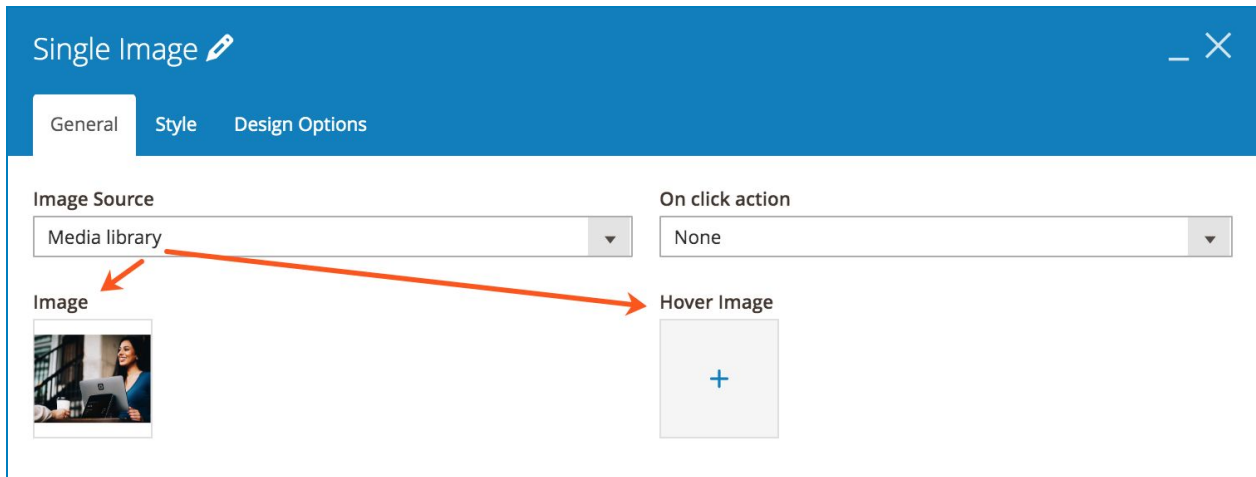 Single Image
General Style Design Options
Image Source
On click action
Media library
None
Image
Hover Image